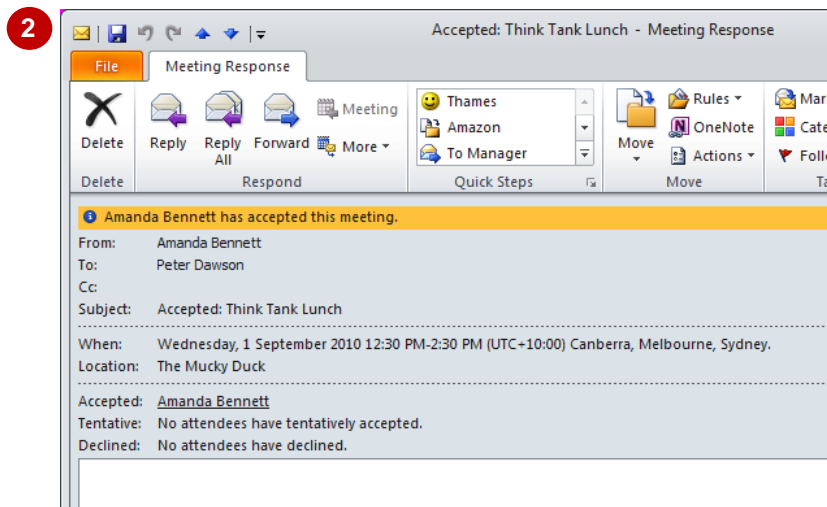 2
Accepted: Think Tank Lunch - Meeting Response
File Meeting Response
Delete Reply Reply All Forward Meeting More
Thames
Amazon
To Manager
Move Rules OneNote Actions
Mar
Cate
Follo
Delete Respond Quick Steps Move Ta
Amanda Bennett has accepted this meeting.
From: Amanda Bennett
To: Peter Dawson
Cc:
Subject: Accepted: Think Tank Lunch
When: Wednesday, 1 September 2010 12:30 PM-2:30 PM (UTC+10:00) Canberra, Melbourne, Sydney.
Location: The Mucky Duck
Accepted: Amanda Bennett
Tentative: No attendees have tentatively accepted.
Declined: No attendees have declined.